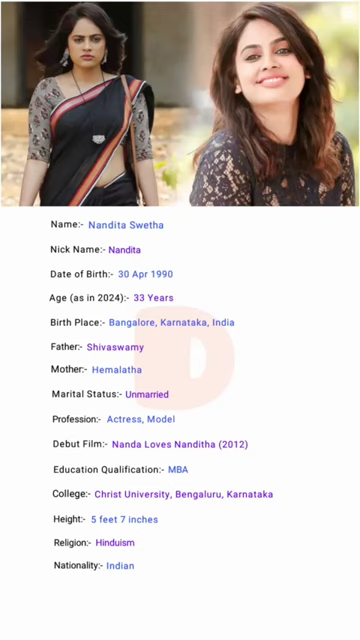 Name:- Nandita Swetha
Nick Name:- Nandita
Date of Birth:- 30 Apr 1990
Age (as in 2024):- 33 Years
Birth Place:- Bangalore, Karnataka, India
Father:- Shivaswamy
Mother:- Hemalatha
Marital Status:- Unmarried
Profession:- Actress, Model
Debut Film:- Nanda Loves Nanditha (2012)
Education Qualification:- MBA
College:- Christ University, Bengaluru, Karnataka
Height:- 5 feet 7 inches
Religion:- Hinduism
Nationality:- Indian
D